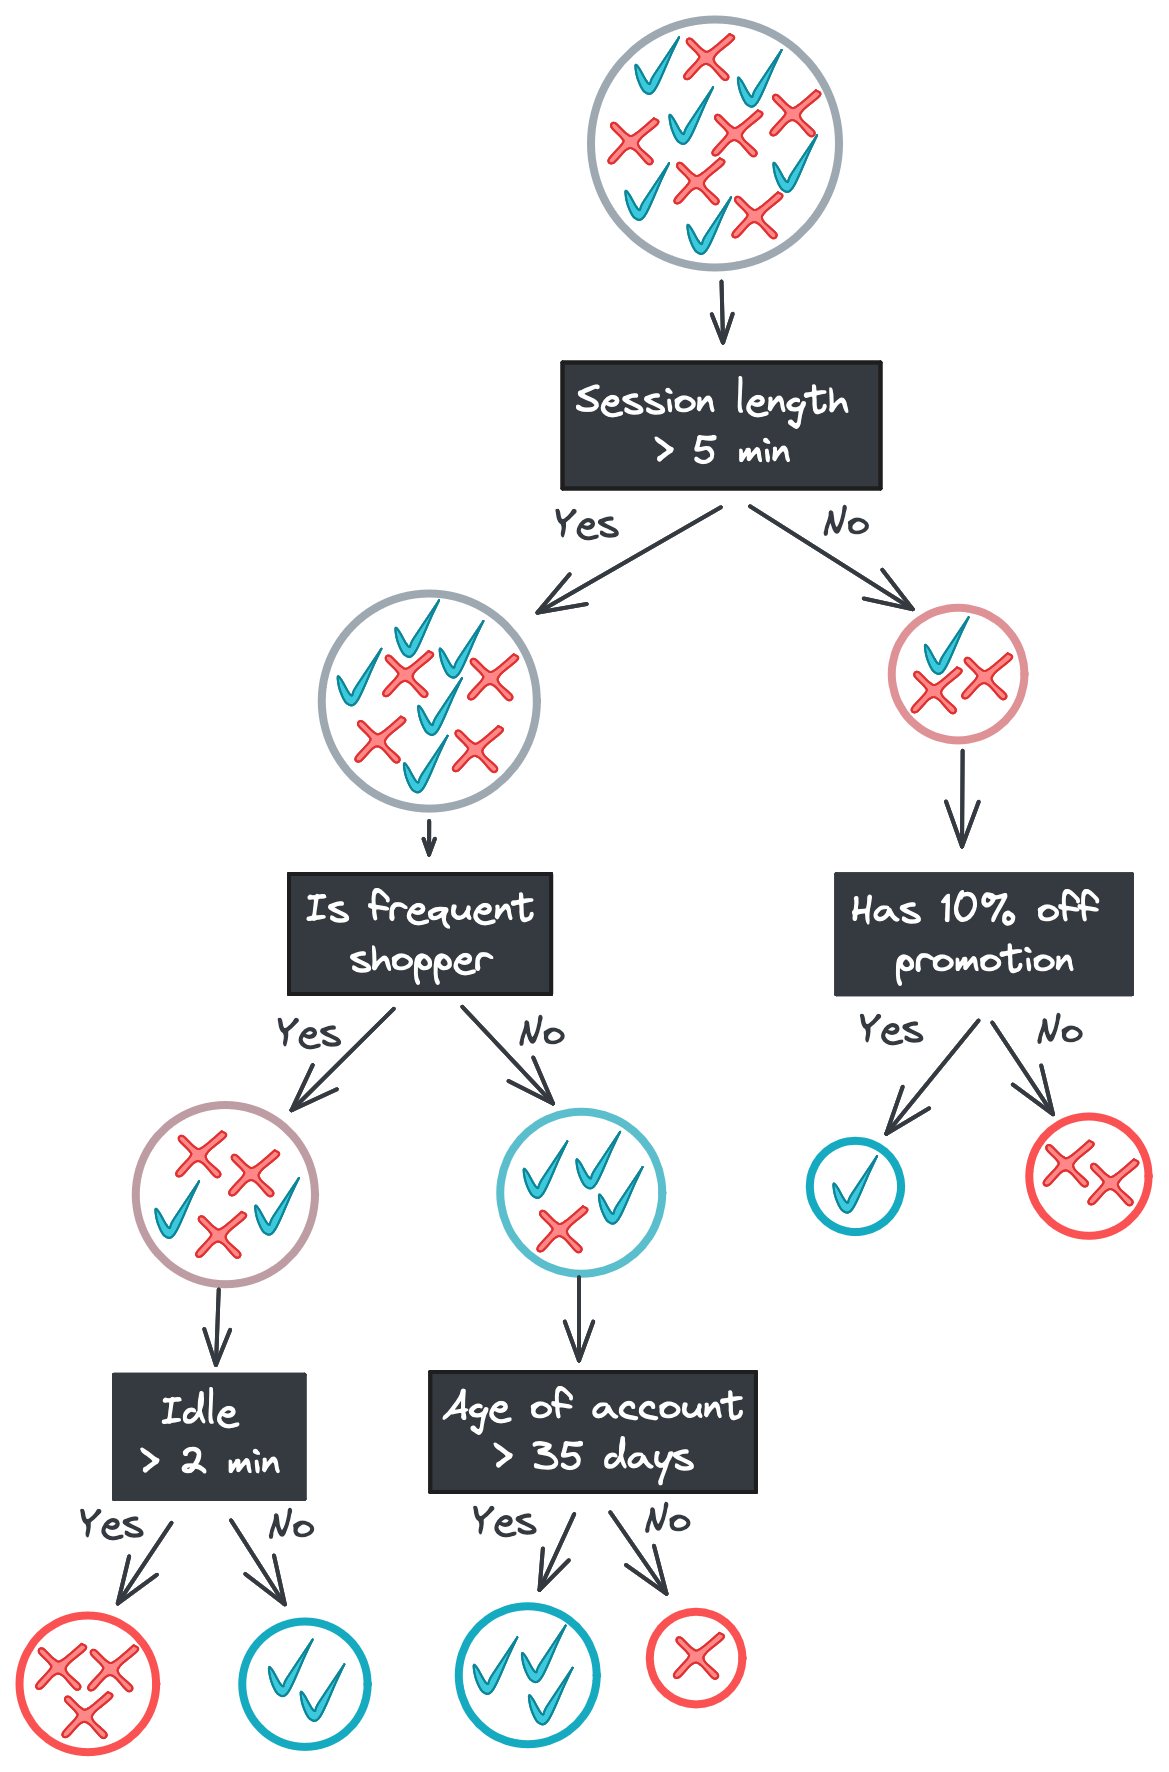 Session length
> 5 min
Yes
No
Is frequent
shopper
Has 10% off
promotion
Yes
No
Yes
No
Idle
> 2 min
Age of account
> 35 days
Yes
No
Yes
No